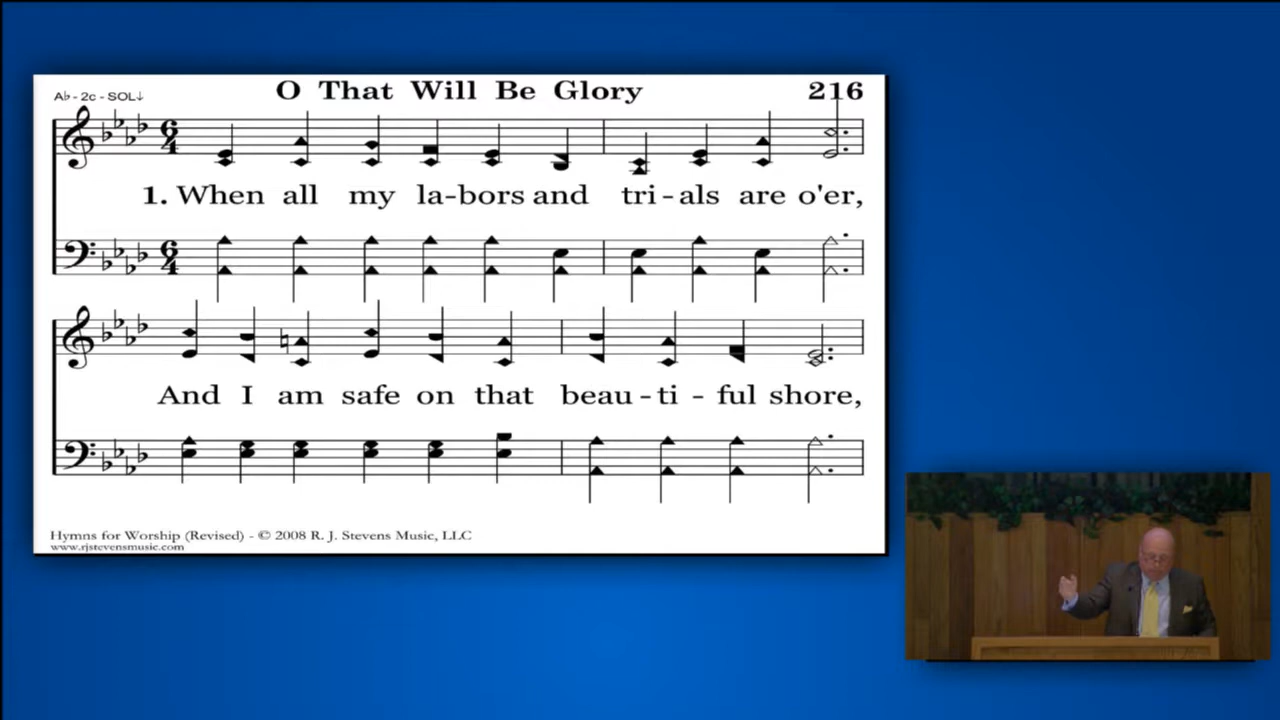 O That Will Be Glory
216
A♭ - 2c - SOL↓
1. When all my la-bors and tri-als are o'er,
And I am safe on that beau-ti-ful shore,
Hymns for Worship (Revised) - © 2008 R. J. Stevens Music, LLC
www.rjstevensmusic.com